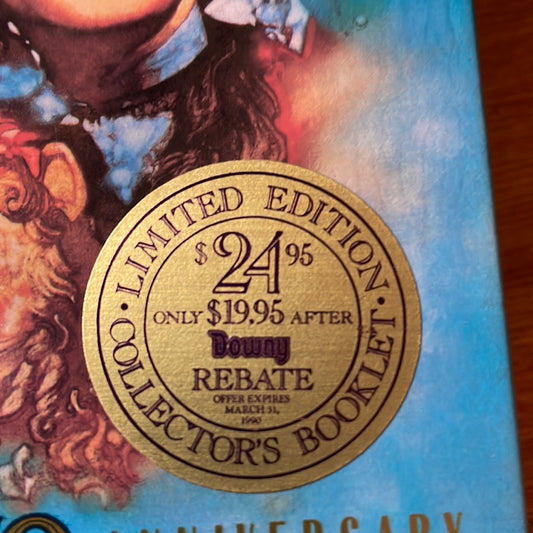 LIMITED EDITION
$24.95
ONLY $19.95 AFTER
Downy
REBATE
OFFER EXPIRES
MARCH 31,
1990
COLLECTOR'S BOOKLET
ANNIVERSARY